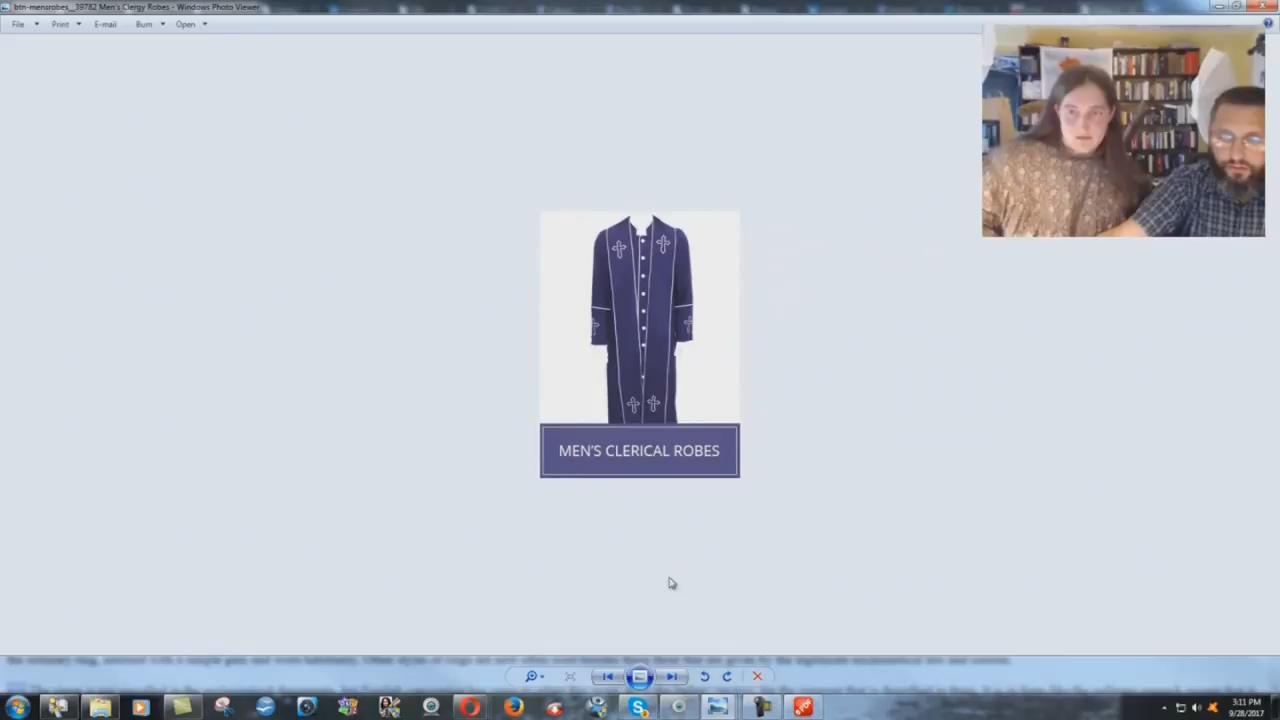 btn-mensrobes__39782 Men's Clergy Robes - Windows Photo Viewer
File Print E-mail Burn Open
MEN'S CLERICAL ROBES
3:11 PM
9/28/2017